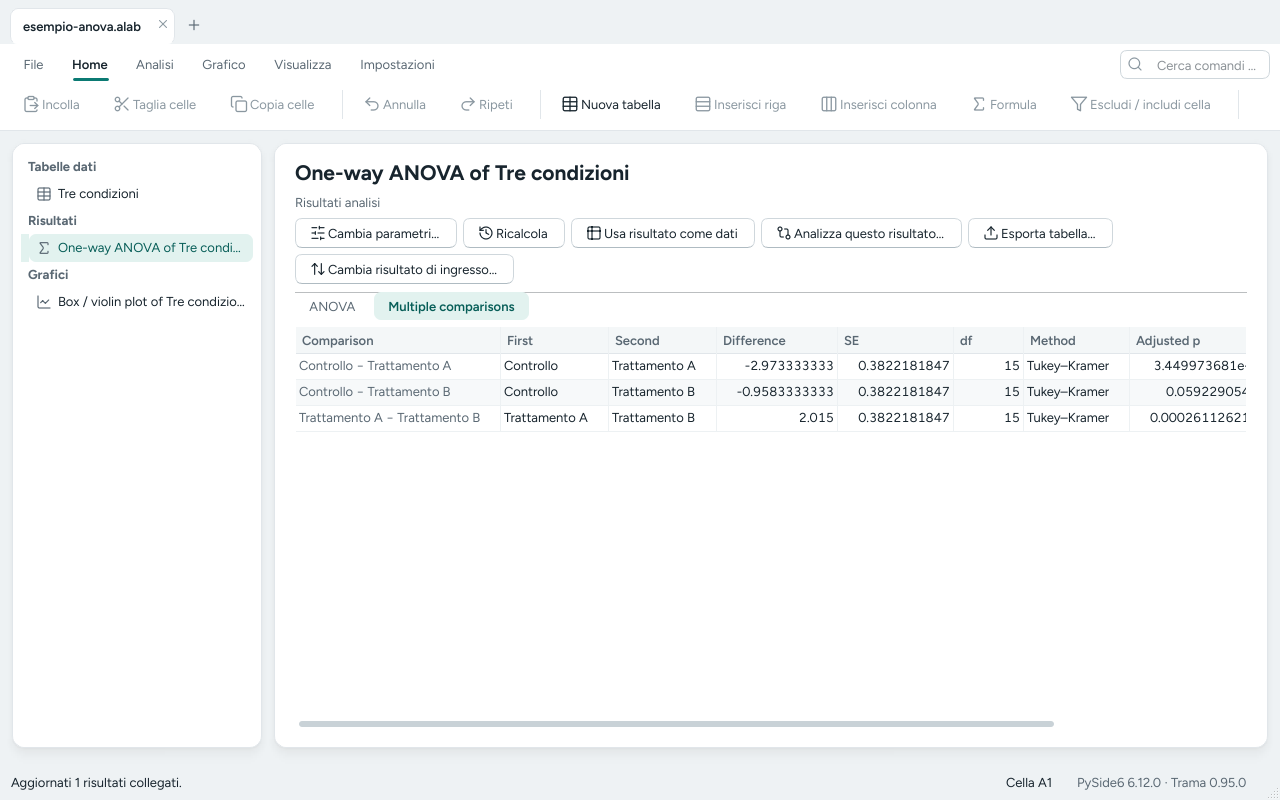 esempio-anova.alab
File Home Analisi Grafico Visualizza Impostazioni Cerca comandi ...
Incolla Taglia celle Copia celle Annulla Ripeti Nuova tabella Inserisci riga Inserisci colonna Formula Escludi / includi cella
Tabelle dati
Tre condizioni
Risultati
One-way ANOVA of Tre condi...
Grafici
Box / violin plot of Tre condizio...
One-way ANOVA of Tre condizioni
Risultati analisi
Cambia parametri... Ricalcola Usa risultato come dati Analizza questo risultato... Esporta tabella...
Cambia risultato di ingresso...
ANOVA Multiple comparisons
Comparison First Second Difference SE df Method Adjusted p
Controllo − Trattamento A Controllo Trattamento A -2.973333333 0.3822181847 15 Tukey–Kramer 3.449973681e-
Controllo − Trattamento B Controllo Trattamento B -0.9583333333 0.3822181847 15 Tukey–Kramer 0.059229054
Trattamento A − Trattamento B Trattamento A Trattamento B 2.015 0.3822181847 15 Tukey–Kramer 0.00026112621
Aggiornati 1 risultati collegati. Cella A1 PySide6 6.12.0 · Trama 0.95.0